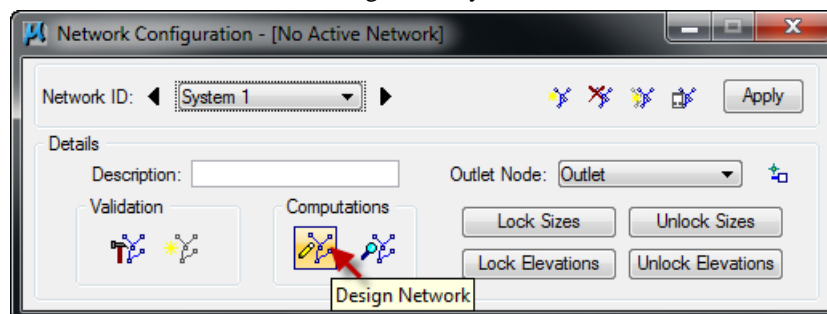 Network Configuration - [No Active Network]
Network ID: System 1 Apply
Details
Description: Outlet Node: Outlet
Validation Computations
Lock Sizes Unlock Sizes
Lock Elevations Unlock Elevations
Design Network